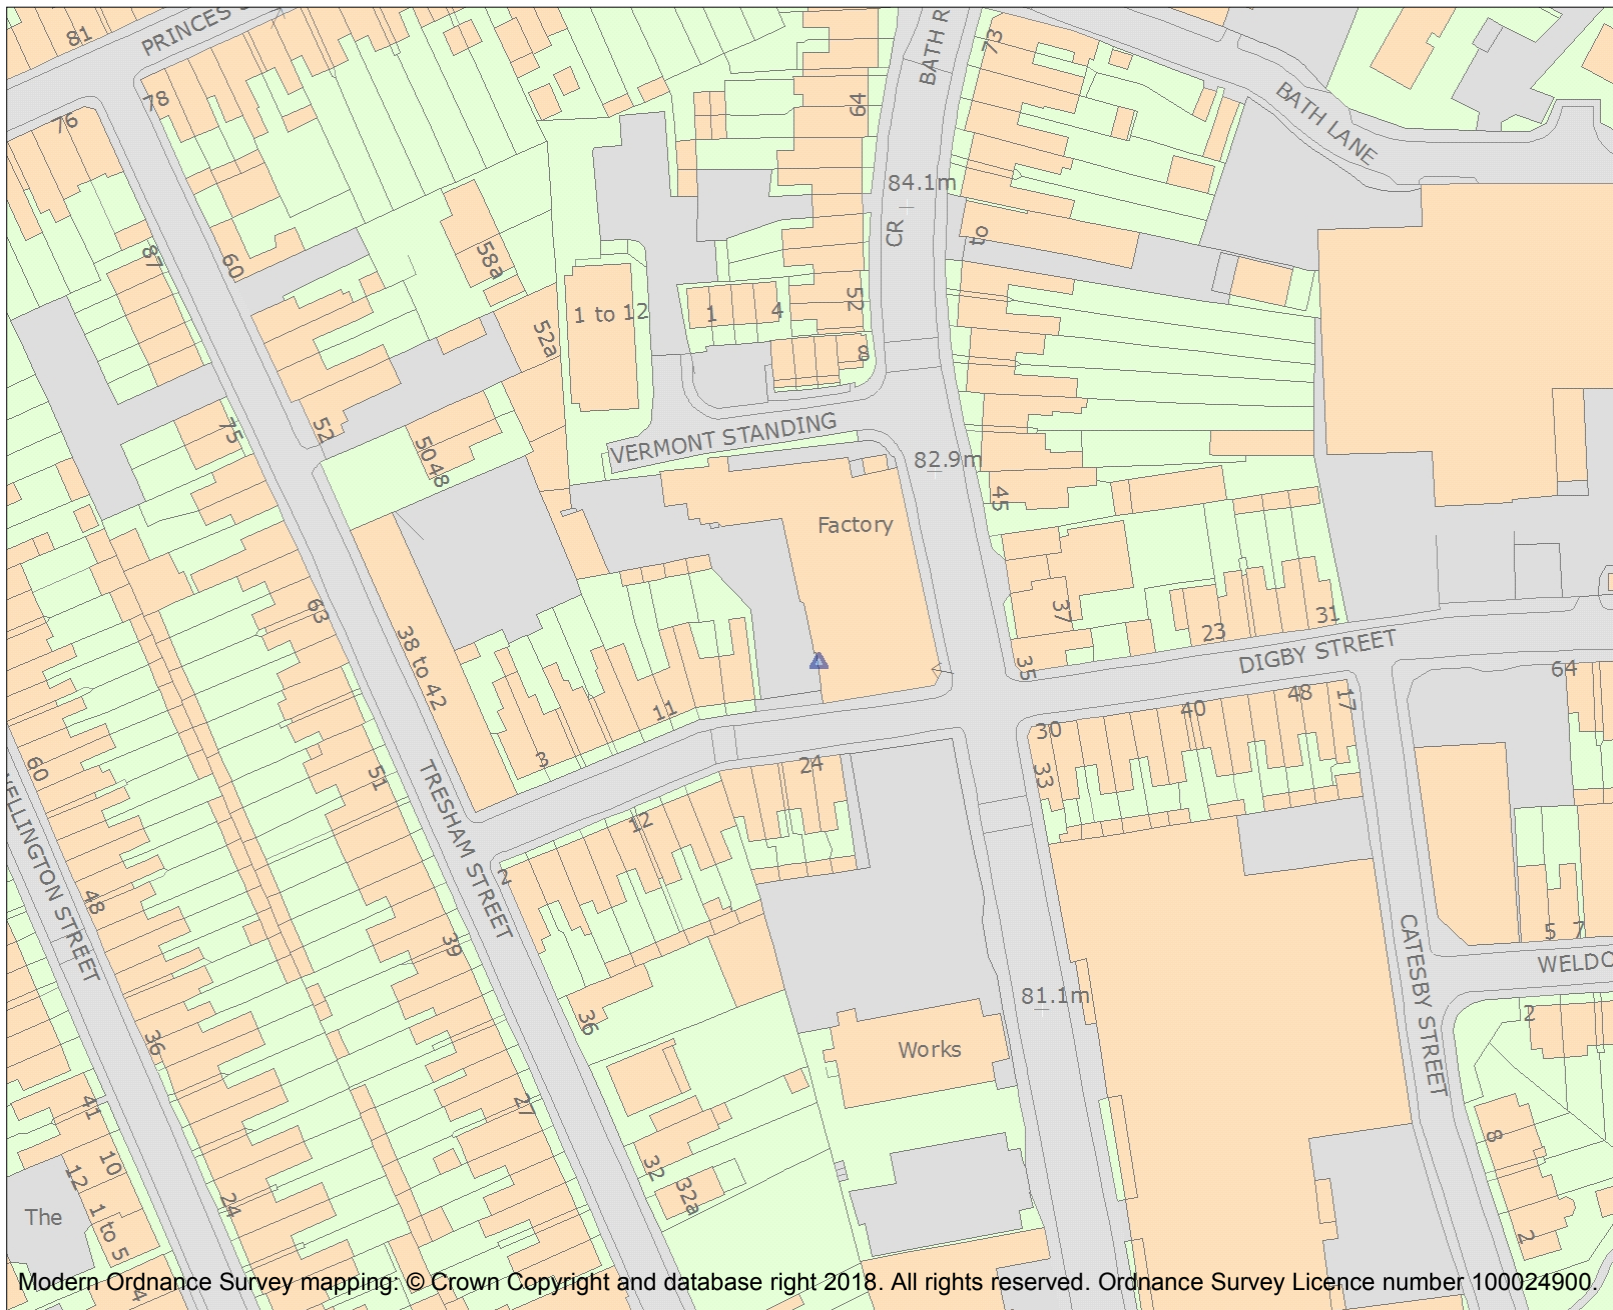 81
PRINCES
BATH R
73
BATH LANE
78
76
64
84.1m
CR
to
87
60
58a
52a
1 to 12
1
4
52
8
VERMONT STANDING
82.9m
75
52
50
48
45
Factory
63
38 to 42
37
23
31
DIGBY STREET
35
64
11
3
30
40
48
17
33
24
60
51
12
TRESHAM STREET
2
WELLINGTON STREET
48
39
CATESBY STREET
5
7
WELDO
81.1m
36
36
Works
2
41
27
8
10
12
32
32a
1 to 5
24
The
2
4
Modern Ordnance Survey mapping: © Crown Copyright and database right 2018. All rights reserved. Ordnance Survey Licence number 100024900.